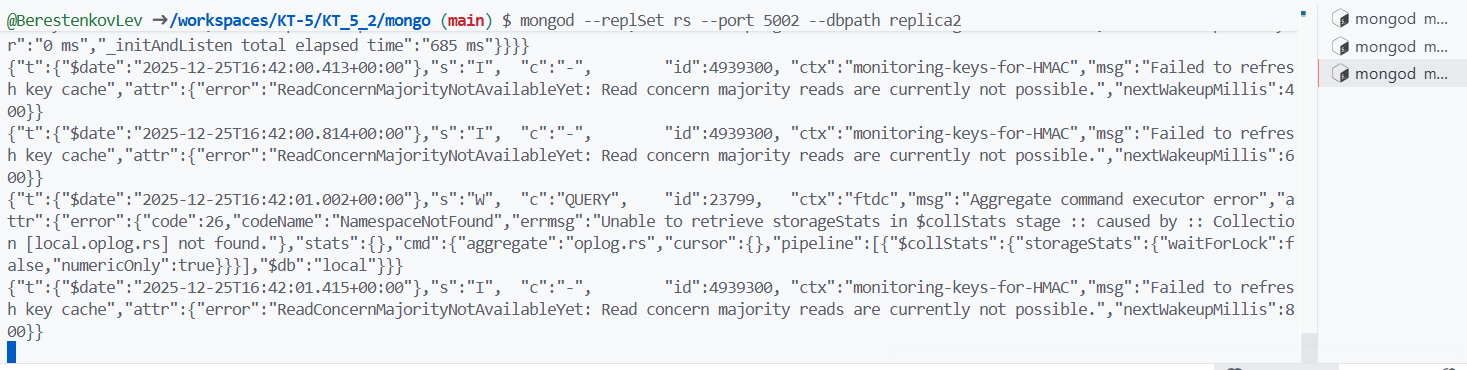 @BerestenkovLev →/workspaces/KT-5/KT_5_2/mongo (main) $ mongod --replSet rs --port 5002 --dbpath replica2
r":"0 ms","_initAndListen total elapsed time":"685 ms"}}}}
{"t":{"$date":"2025-12-25T16:42:00.413+00:00"},"s":"I",  "c":"-",        "id":4939300, "ctx":"monitoring-keys-for-HMAC","msg":"Failed to refres
h key cache","attr":{"error":"ReadConcernMajorityNotAvailableYet: Read concern majority reads are currently not possible.","nextWakeupMillis":4
00}}
{"t":{"$date":"2025-12-25T16:42:00.814+00:00"},"s":"I",  "c":"-",        "id":4939300, "ctx":"monitoring-keys-for-HMAC","msg":"Failed to refres
h key cache","attr":{"error":"ReadConcernMajorityNotAvailableYet: Read concern majority reads are currently not possible.","nextWakeupMillis":6
00}}
{"t":{"$date":"2025-12-25T16:42:01.002+00:00"},"s":"W",  "c":"QUERY",    "id":23799,   "ctx":"ftdc","msg":"Aggregate command executor error","a
ttr":{"error":{"code":26,"codeName":"NamespaceNotFound","errmsg":"Unable to retrieve storageStats in $collStats stage :: caused by :: Collectio
n [local.oplog.rs] not found."},"stats":{},"cmd":{"aggregate":"oplog.rs","cursor":{},"pipeline":[{"$collStats":{"storageStats":{"waitForLock":f
alse,"numericOnly":true}}}],"$db":"local"}}}
{"t":{"$date":"2025-12-25T16:42:01.415+00:00"},"s":"I",  "c":"-",        "id":4939300, "ctx":"monitoring-keys-for-HMAC","msg":"Failed to refres
h key cache","attr":{"error":"ReadConcernMajorityNotAvailableYet: Read concern majority reads are currently not possible.","nextWakeupMillis":8
00}}
mongod m...
mongod m...
mongod m...